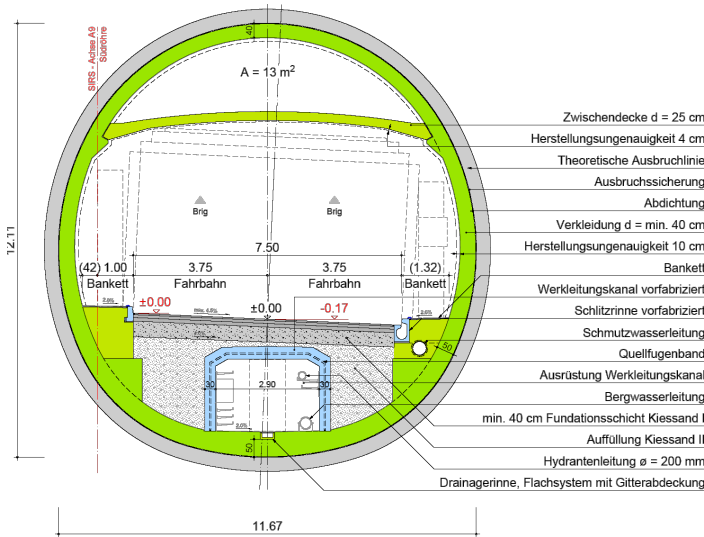 40
SIRS - Achse A9
Südröhre
A = 13 m²
Zwischendecke d = 25 cm
Herstellungsungenauigkeit 4 cm
Theoretische Ausbruchlinie
Ausbruchssicherung
Abdichtung
Verkleidung d = min. 40 cm
Herstellungsungenauigkeit 10 cm
Bankett
Werkleitungskanal vorfabriziert
Schlitzrinne vorfabriziert
Schmutzwasserleitung
Quellfugenband
Ausrüstung Werkleitungskanal
Bergwasserleitung
min. 40 cm Fundationsschicht Kiessand I
Auffüllung Kiessand II
Hydrantenleitung ø = 200 mm
Drainagerinne, Flachsystem mit Gitterabdeckung
Brig
Brig
12.11
7.50
(42) 1.00
3.75
3.75
(1.32)
Bankett
Fahrbahn
Fahrbahn
Bankett
±0.00
±0.00
-0.17
2.0%
2.0%
50
30
2.90
30
2.0%
50
11.67